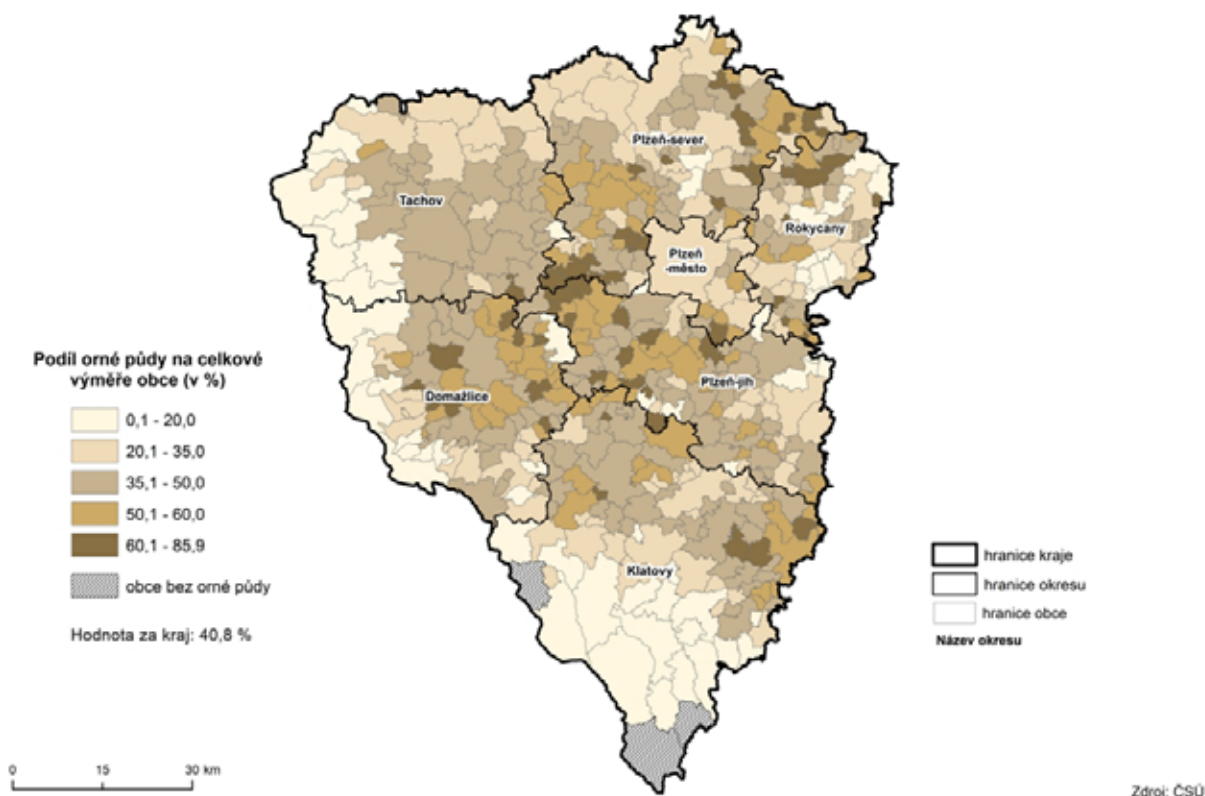 Plzeň-sever
Tachov
Rokycany
Plzeň
-město
Podíl orné půdy na celkové
výměře obce (v %)
0,1 - 20,0
20,1 - 35,0
35,1 - 50,0
50,1 - 60,0
60,1 - 85,9
obce bez orné půdy
Hodnota za kraj: 40,8 %
Domažlice
Plzeň-jih
Klatovy
hranice kraje
hranice okresu
hranice obce
Název okresu
0 15 30 km
Zdroj: ČSÚ